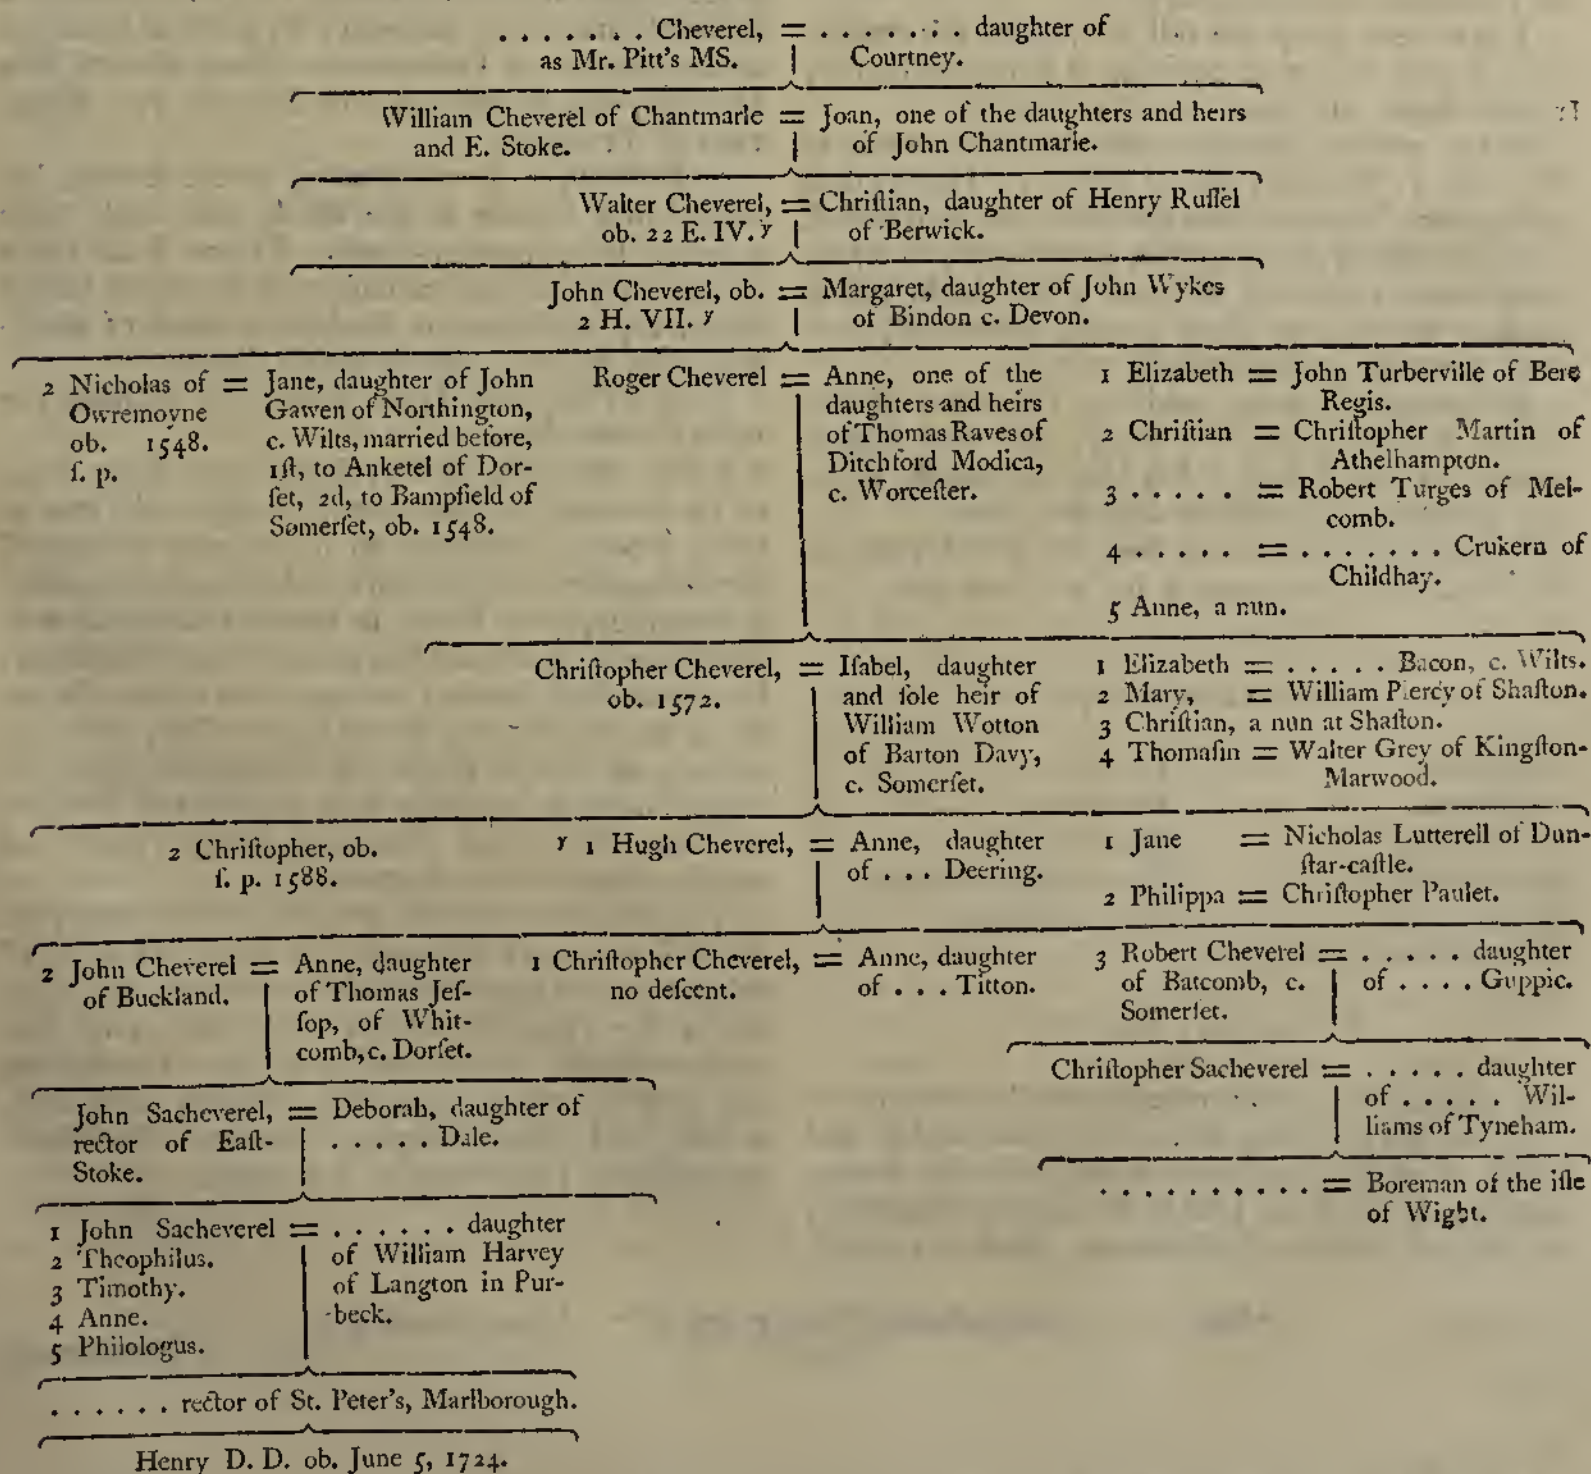 . . . . . . . Cheverel, = . . . . . . . daughter of
as Mr. Pitt's MS. Courtney.
William Cheverel of Chantmarle = Joan, one of the daughters and heirs
and E. Stoke. of John Chantmarle.
Walter Cheverel, = Chriſtian, daughter of Henry Ruſſel
ob. 22 E. IV. y of Berwick.
John Cheverel, ob. = Margaret, daughter of John Wykes
2 H. VII. y of Bindon c. Devon.
2 Nicholas of = Jane, daughter of John
Owremoyne Gawen of Northington,
ob. 1548. c. Wilts, married before,
ſ. p. 1ſt, to Anketel of Dor-
ſet, 2d, to Bampfield of
Somerſet, ob. 1548.
Roger Cheverel = Anne, one of the
daughters and heirs
of Thomas Raves of
Ditchford Modica,
c. Worceſter.
1 Elizabeth = John Turberville of Bere
Regis.
2 Chriſtian = Chriſtopher Martin of
Athelhampton.
3 . . . . . = Robert Turges of Mel-
comb.
4 . . . . . = . . . . . . . Crukern of
Childhay.
5 Anne, a nun.
Chriſtopher Cheverel, = Iſabel, daughter
ob. 1572. and ſole heir of
William Wotton
of Barton Davy,
c. Somerſet.
1 Elizabeth = . . . . . Bacon, c. Wilts.
2 Mary, = William Piercy of Shaſton.
3 Chriſtian, a nun at Shaſton.
4 Thomaſin = Walter Grey of Kingſton-
Marwood.
2 Chriſtopher, ob.
ſ. p. 1588.
y 1 Hugh Cheverel, = Anne, daughter
of . . . Deering.
1 Jane = Nicholas Lutterell of Dun-
ſtar-caſtle.
2 Philippa = Chriſtopher Paulet.
2 John Cheverel = Anne, daughter
of Buckland. of Thomas Jeſ-
ſop, of Whit-
comb, c. Dorſet.
1 Chriſtopher Cheverel, = Anne, daughter
no deſcent. of . . . Titton.
3 Robert Cheverel = . . . . . daughter
of Batcomb, c. of . . . . Guppic.
Somerſet.
Chriſtopher Sacheverel = . . . . . daughter
of . . . . . Wil-
liams of Tyneham.
. . . . . . . . . . = Boreman of the iſle
of Wight.
John Sacheverel, = Deborah, daughter of
rector of Eaſt- . . . . . Dale.
Stoke.
1 John Sacheverel = . . . . . . daughter
2 Theophilus. of William Harvey
3 Timothy. of Langton in Pur-
4 Anne. beck.
5 Philologus.
. . . . . . rector of St. Peter's, Marlborough.
Henry D. D. ob. June 5, 1724.